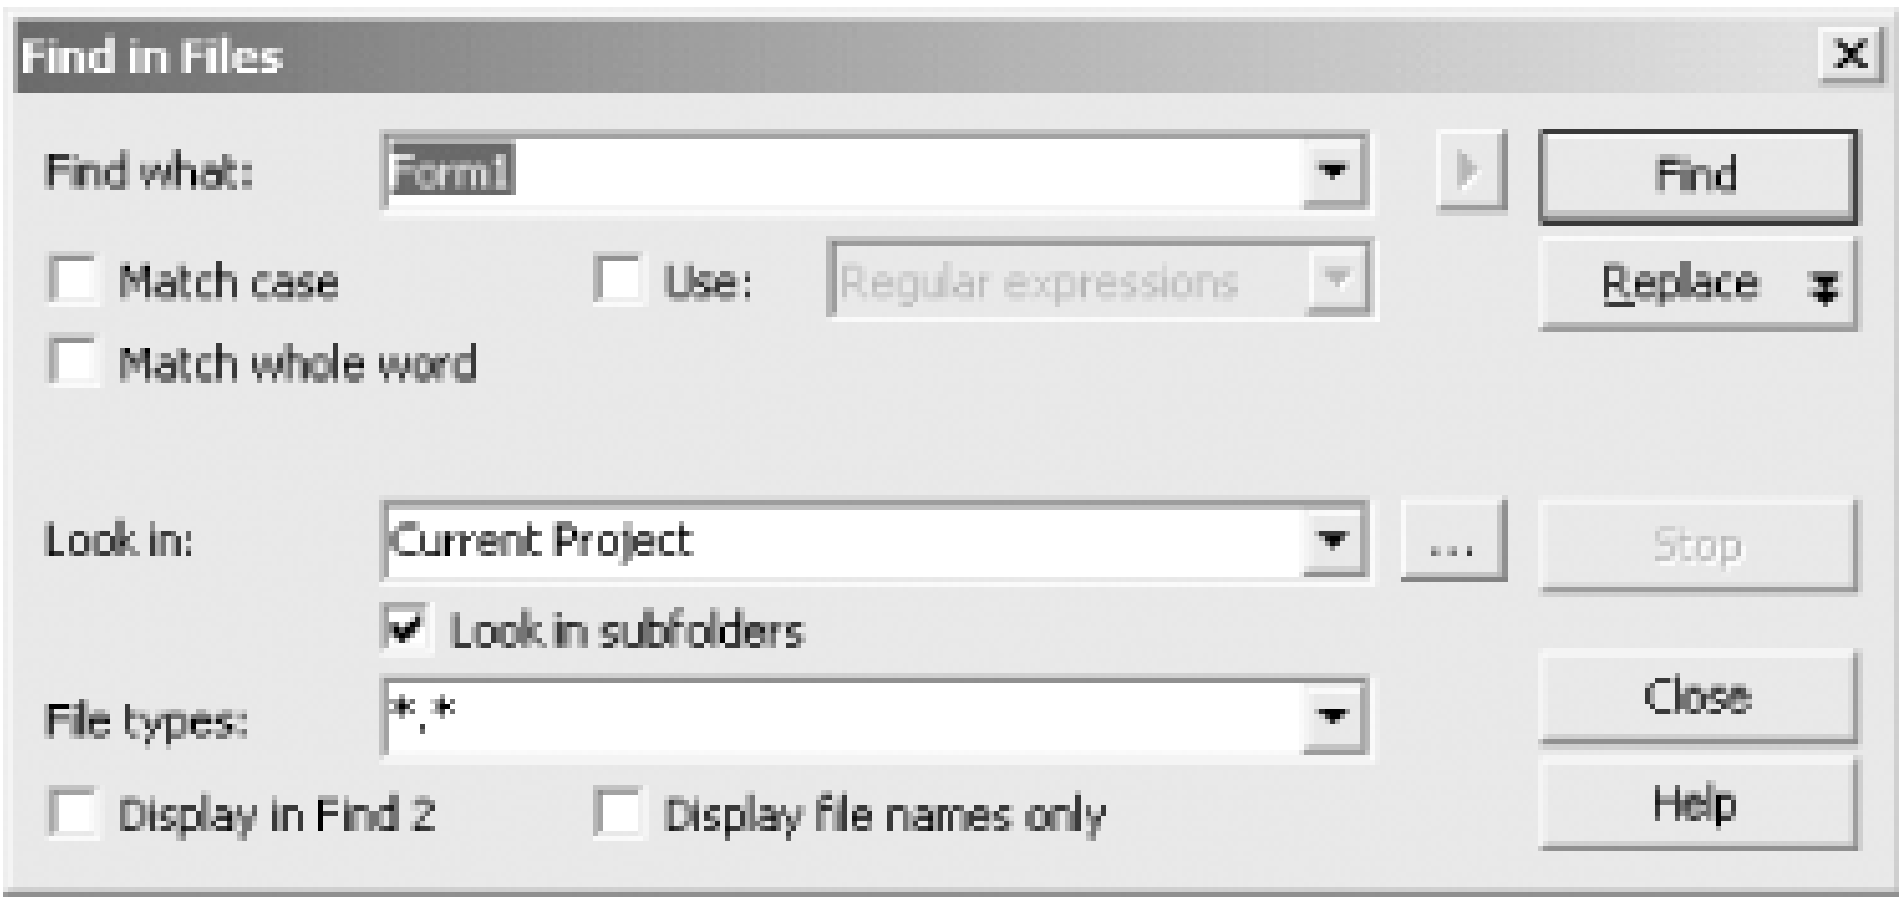 Find in Files
Find what: Form1 Find
Match case Use: Regular expressions Replace
Match whole word
Look in: Current Project ... Stop
Look in subfolders
Close
File types: *.*
Display in Find 2 Display file names only Help